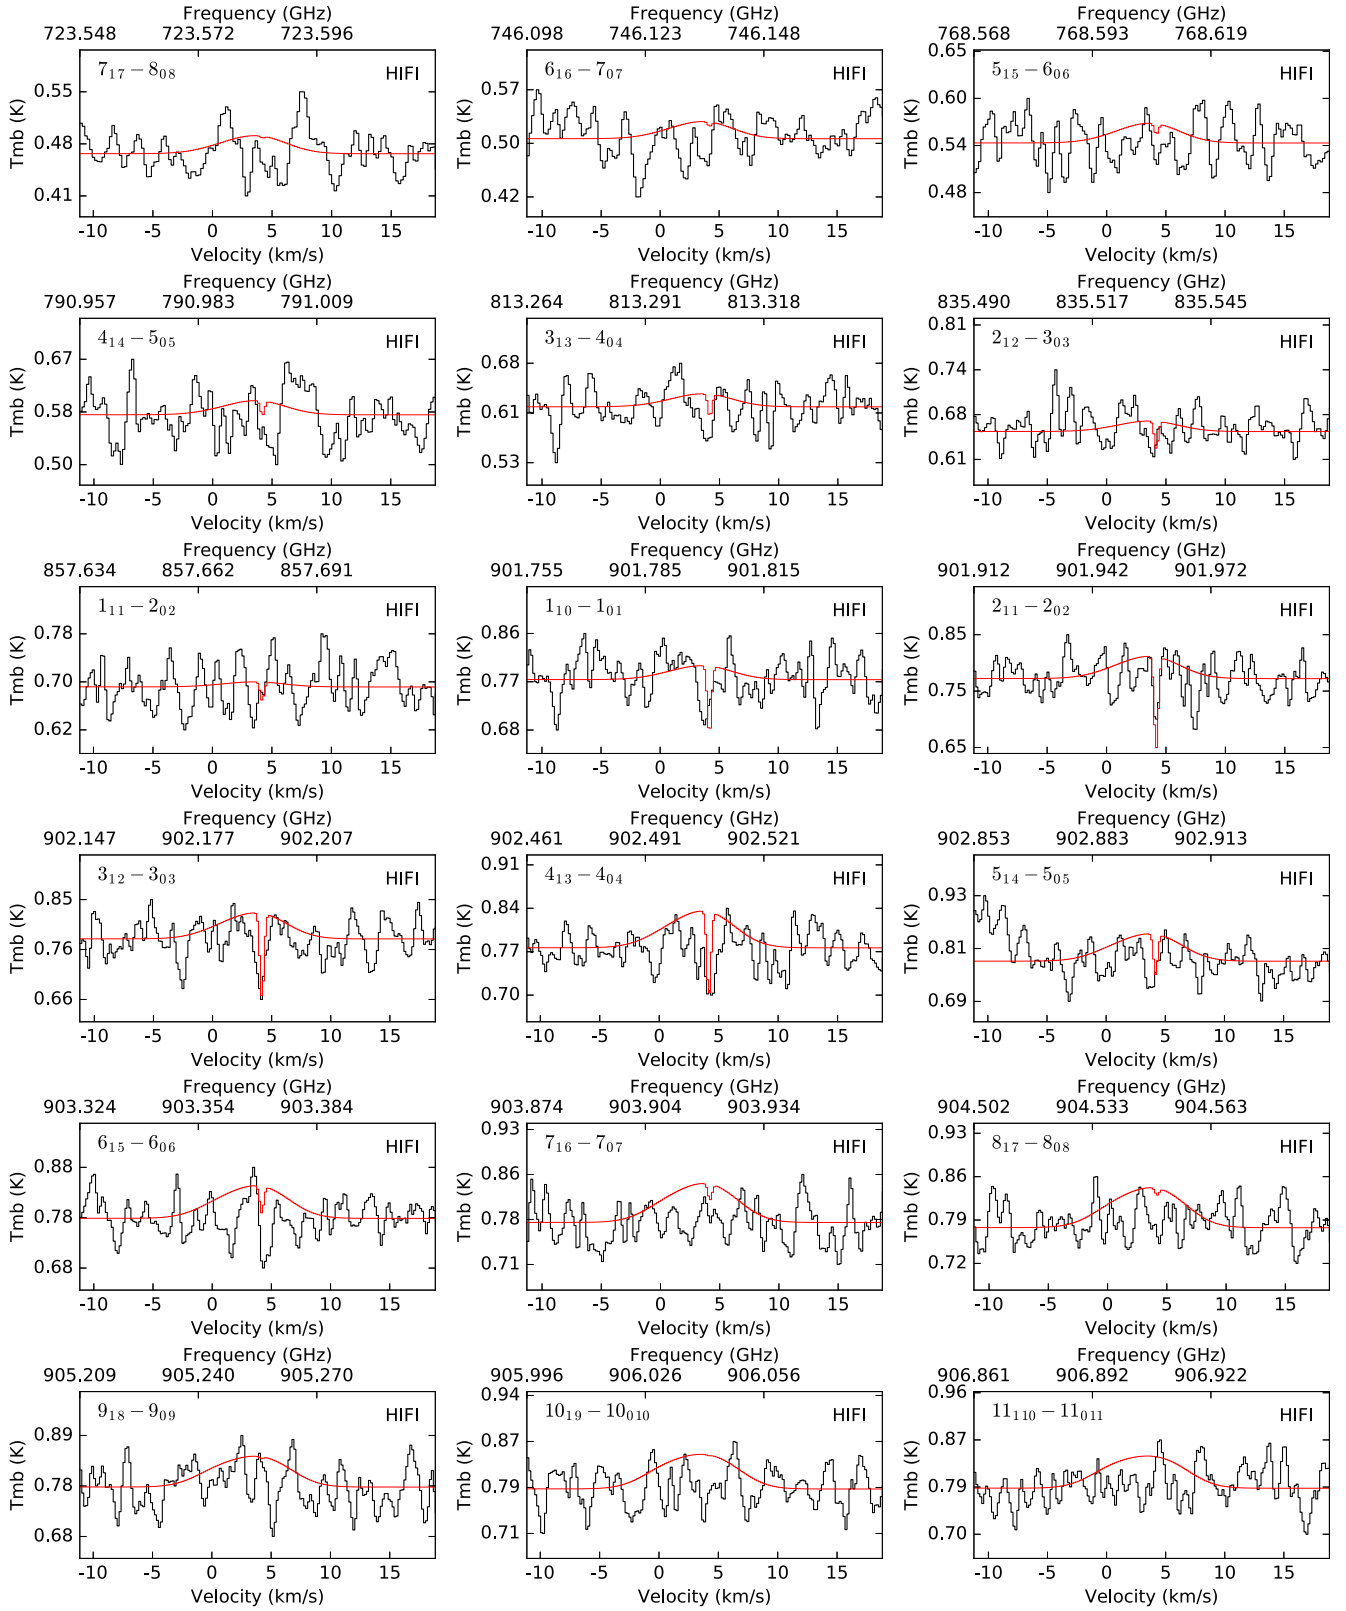 Frequency (GHz) Frequency (GHz) Frequency (GHz)
723.548 723.572 723.596 746.098 746.123 746.148 768.568 768.593 768.619
7₁₇ − 8₀₈ HIFI 6₁₆ − 7₀₇ HIFI 5₁₅ − 6₀₆ HIFI
Tmb (K) 0.55 0.48 0.41 0.57 0.50 0.42 Tmb (K) 0.65 0.60 0.54 0.48
-10 -5 0 5 10 15 -10 -5 0 5 10 15 -10 -5 0 5 10 15
Velocity (km/s) Velocity (km/s) Velocity (km/s)
Frequency (GHz) Frequency (GHz) Frequency (GHz)
790.957 790.983 791.009 813.264 813.291 813.318 835.490 835.517 835.545
4₁₄ − 5₀₅ HIFI 3₁₃ − 4₀₄ HIFI 2₁₂ − 3₀₃ HIFI
Tmb (K) 0.67 0.58 0.50 Tmb (K) 0.68 0.61 0.53 Tmb (K) 0.81 0.74 0.68 0.61
-10 -5 0 5 10 15 -10 -5 0 5 10 15 -10 -5 0 5 10 15
Velocity (km/s) Velocity (km/s) Velocity (km/s)
Frequency (GHz) Frequency (GHz) Frequency (GHz)
857.634 857.662 857.691 901.755 901.785 901.815 901.912 901.942 901.972
1₁₁ − 2₀₂ HIFI 1₁₀ − 1₀₁ HIFI 2₁₁ − 2₀₂ HIFI
Tmb (K) 0.78 0.70 0.62 Tmb (K) 0.86 0.77 0.68 Tmb (K) 0.85 0.75 0.65
-10 -5 0 5 10 15 -10 -5 0 5 10 15 -10 -5 0 5 10 15
Velocity (km/s) Velocity (km/s) Velocity (km/s)
Frequency (GHz) Frequency (GHz) Frequency (GHz)
902.147 902.177 902.207 902.461 902.491 902.521 902.853 902.883 902.913
3₁₂ − 3₀₃ HIFI 4₁₃ − 4₀₄ HIFI 5₁₄ − 5₀₅ HIFI
Tmb (K) 0.85 0.76 0.66 Tmb (K) 0.91 0.84 0.77 0.70 Tmb (K) 0.93 0.81 0.69
-10 -5 0 5 10 15 -10 -5 0 5 10 15 -10 -5 0 5 10 15
Velocity (km/s) Velocity (km/s) Velocity (km/s)
Frequency (GHz) Frequency (GHz) Frequency (GHz)
903.324 903.354 903.384 903.874 903.904 903.934 904.502 904.533 904.563
6₁₅ − 6₀₆ HIFI 7₁₆ − 7₀₇ HIFI 8₁₇ − 8₀₈ HIFI
Tmb (K) 0.88 0.78 0.68 Tmb (K) 0.93 0.86 0.78 0.71 Tmb (K) 0.93 0.86 0.79 0.72
-10 -5 0 5 10 15 -10 -5 0 5 10 15 -10 -5 0 5 10 15
Velocity (km/s) Velocity (km/s) Velocity (km/s)
Frequency (GHz) Frequency (GHz) Frequency (GHz)
905.209 905.240 905.270 905.996 906.026 906.056 906.861 906.892 906.922
9₁₈ − 9₀₉ HIFI 10₁₉ − 10₀₁₀ HIFI 11₁₁₀ − 11₀₁₁ HIFI
Tmb (K) 0.89 0.78 0.68 Tmb (K) 0.94 0.87 0.79 0.71 Tmb (K) 0.96 0.87 0.79 0.70
-10 -5 0 5 10 15 -10 -5 0 5 10 15 -10 -5 0 5 10 15
Velocity (km/s) Velocity (km/s) Velocity (km/s)